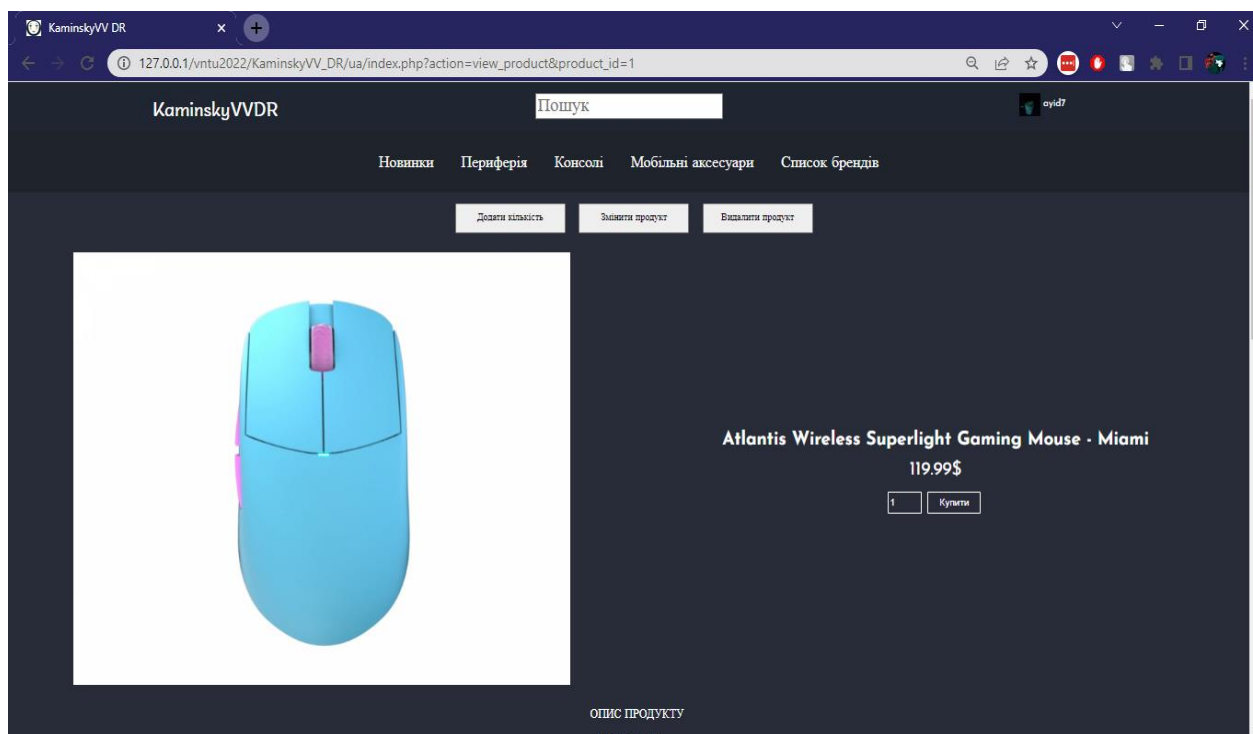 KaminskyVV DR
127.0.0.1/vntu2022/KaminskyVV_DR/ua/index.php?action=view_product&product_id=1
KaminskyVVDR
Пошук
ayid7
Новинки Периферія Консолі Мобільні аксесуари Список брендів
Додати кількість Змінити продукт Видалити продукт
Atlantis Wireless Superlight Gaming Mouse - Miami
119.99$
1 Купити
ОПИС ПРОДУКТУ